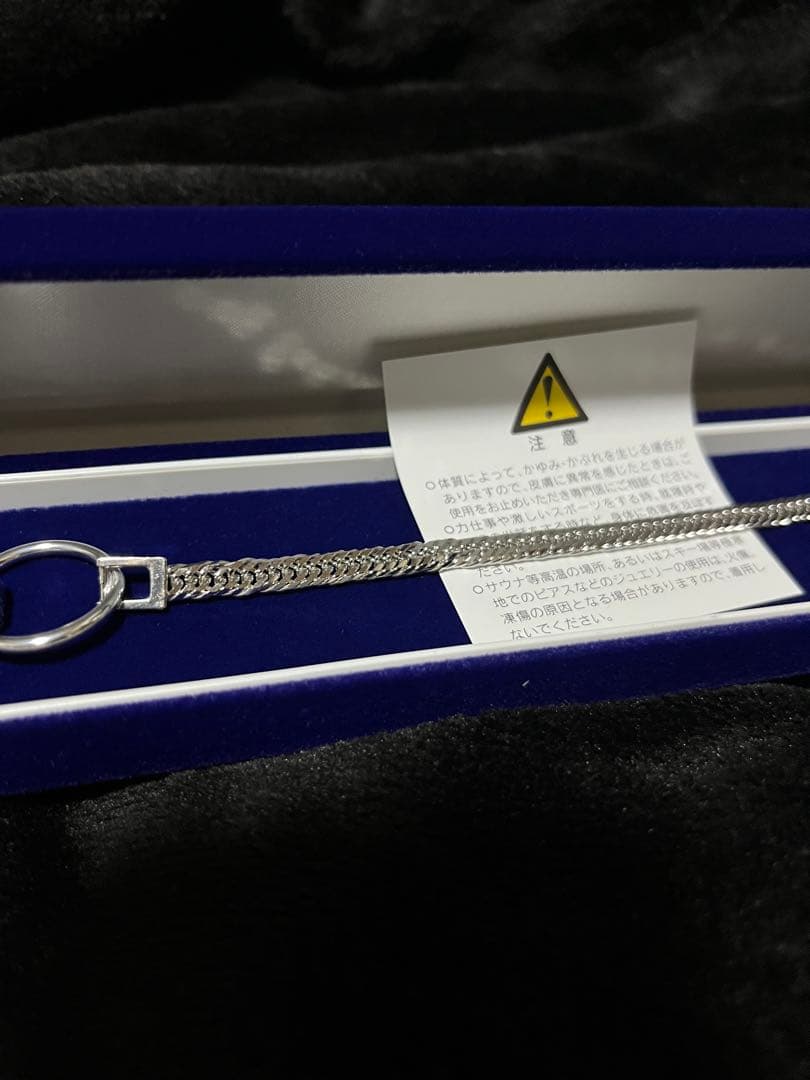 注意
○体質によって、かゆみ・かぶれを生じる場合が
ありますので、皮膚に異常を感じたときは、ご
使用をお止めいただき専門医にご相談ください。
○力仕事や激しいスポーツをする時、就寝時や
ださい。
○サウナ等高温の場所、あるいはスキー場等極寒
地でのピアスなどのジュエリーの使用は、火傷、
凍傷の原因となる場合がありますので、着用し
ないでください。